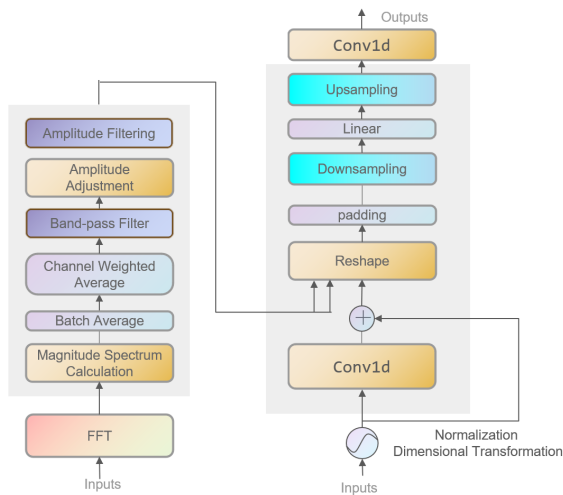 Outputs
Conv1d
Upsampling
Linear
Downsampling
padding
Reshape
+
Conv1d
Normalization
Dimensional Transformation
Inputs
Amplitude Filtering
Amplitude
Adjustment
Band-pass Filter
Channel Weighted
Average
Batch Average
Magnitude Spectrum
Calculation
FFT
Inputs